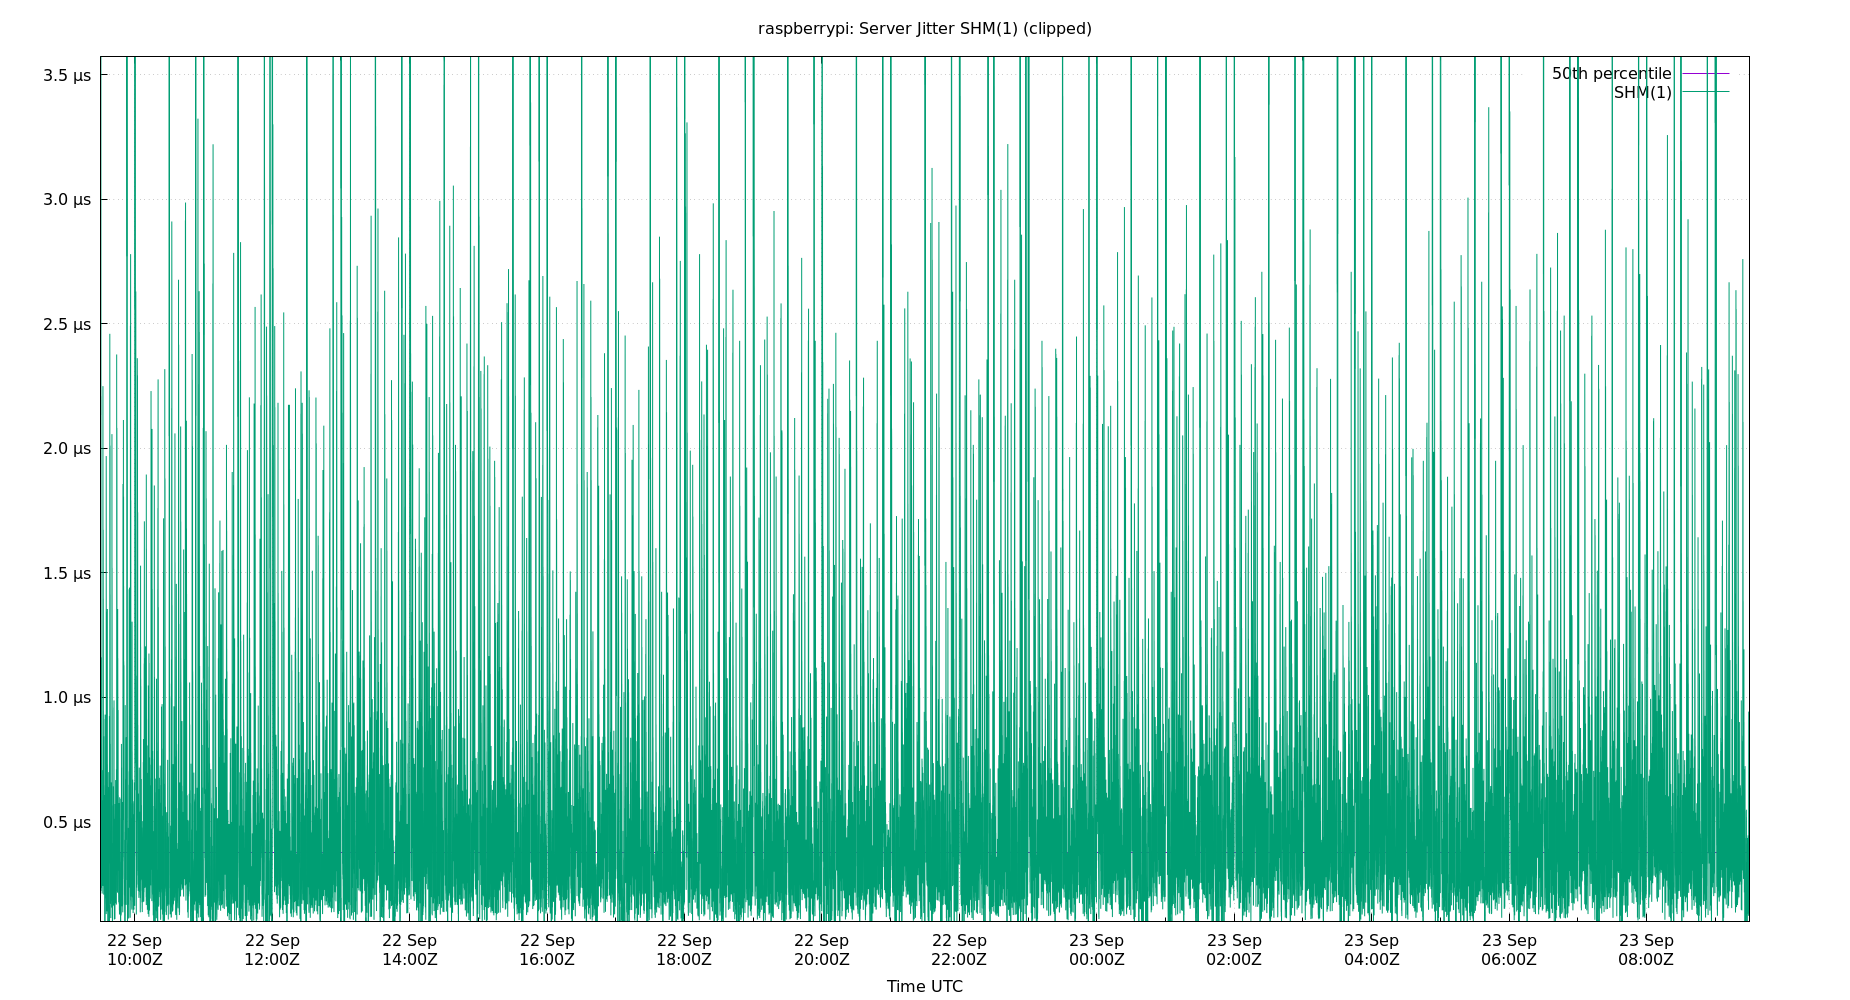 raspberrypi: Server Jitter SHM(1) (clipped)
3.5 µs
3.0 µs
2.5 µs
2.0 µs
1.5 µs
1.0 µs
0.5 µs
50th percentile
SHM(1)
22 Sep 22 Sep 22 Sep 22 Sep 22 Sep 22 Sep 22 Sep 23 Sep 23 Sep 23 Sep 23 Sep 23 Sep
10:00Z 12:00Z 14:00Z 16:00Z 18:00Z 20:00Z 22:00Z 00:00Z 02:00Z 04:00Z 06:00Z 08:00Z
Time UTC